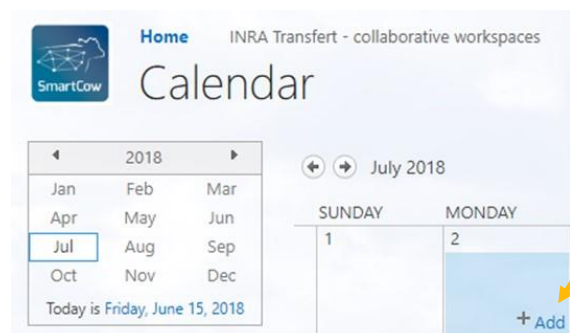 Home INRA Transfert - collaborative workspaces
SmartCow
Calendar
2018
Jan Feb Mar
Apr May Jun
Jul Aug Sep
Oct Nov Dec
Today is Friday, June 15, 2018
July 2018
SUNDAY MONDAY
1 2
+ Add